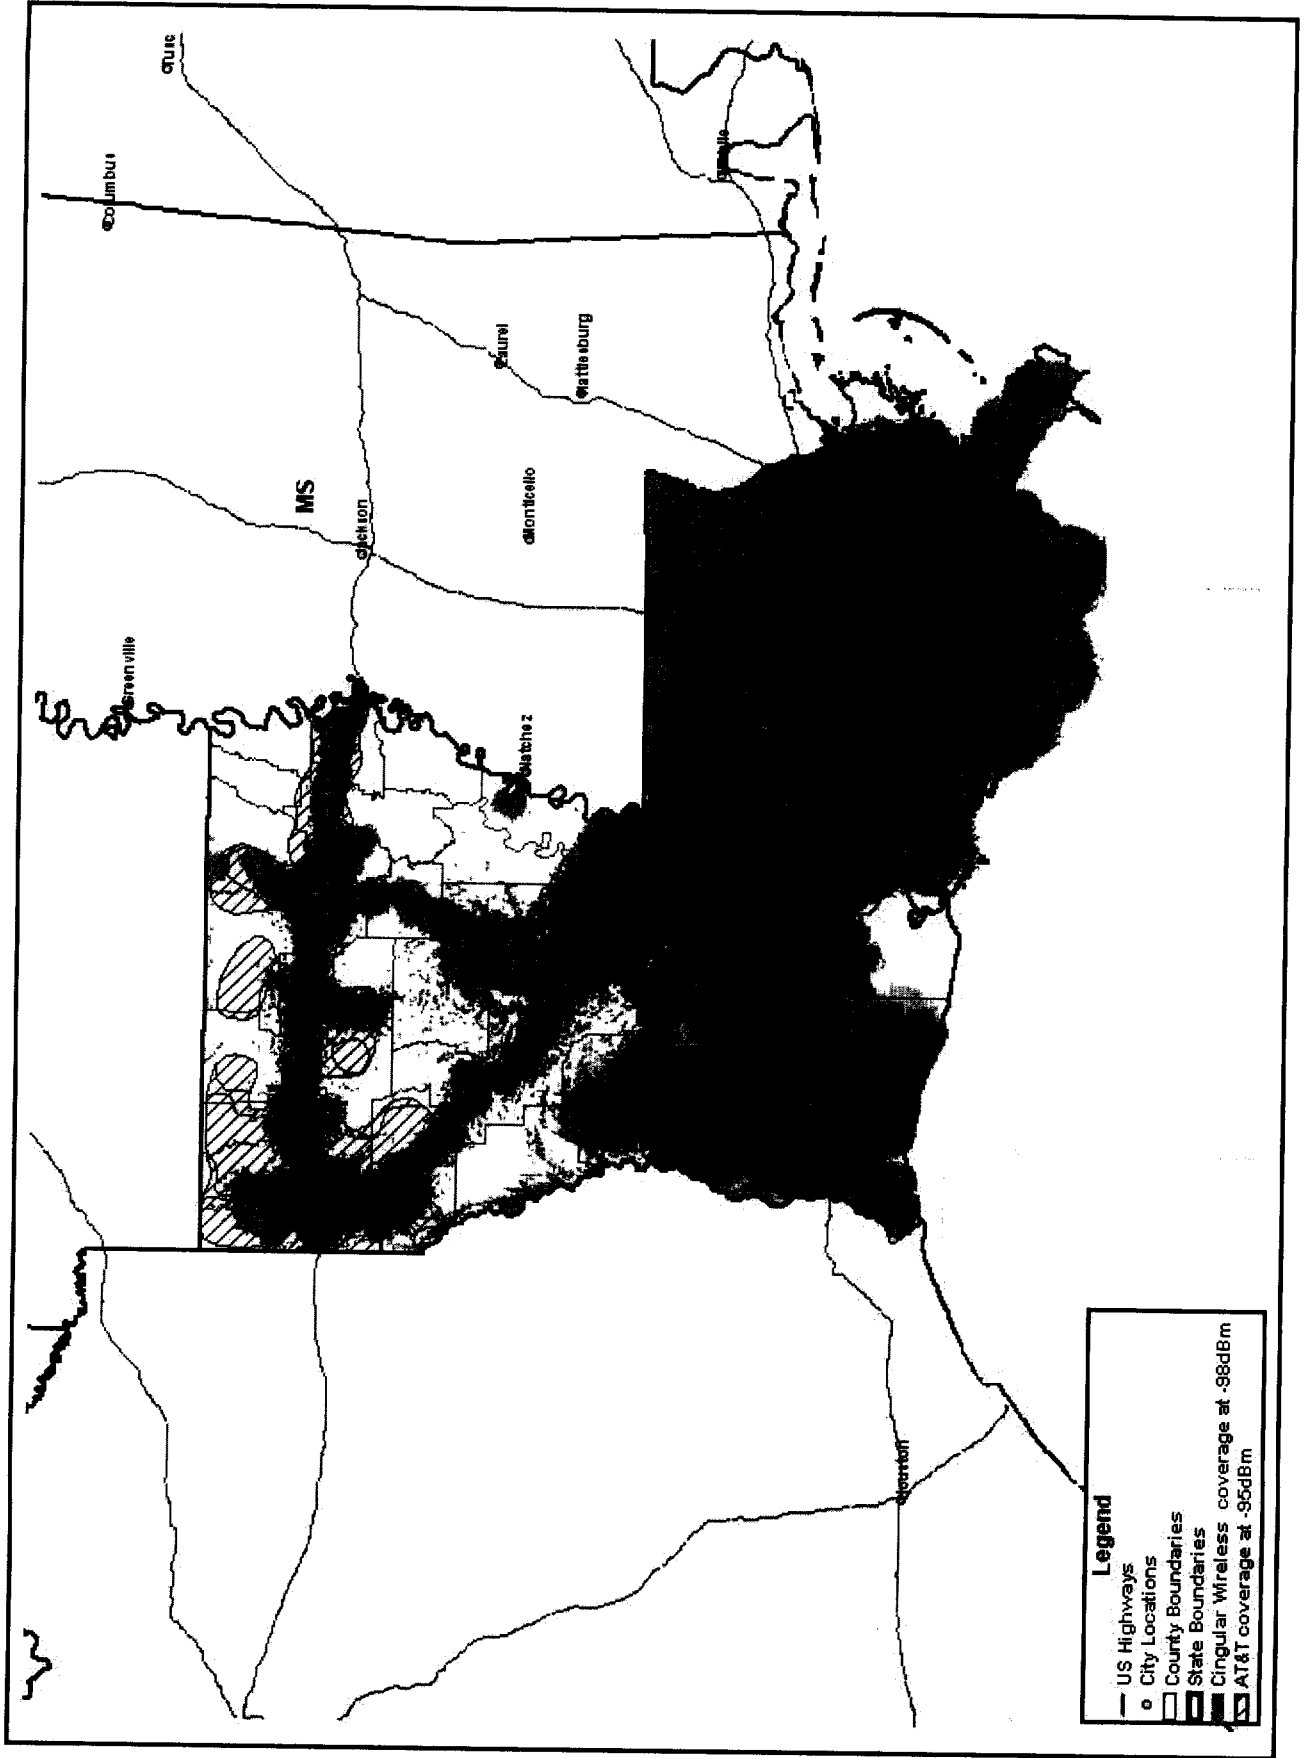 Columbus
Greenville
MS
Jackson
Laurel
Hattiesburg
Monticello
Natchez
Houston
Legend
US Highways
City Locations
County Boundaries
State Boundaries
Cingular Wireless coverage at -98dBm
AT&T coverage at -95dBm